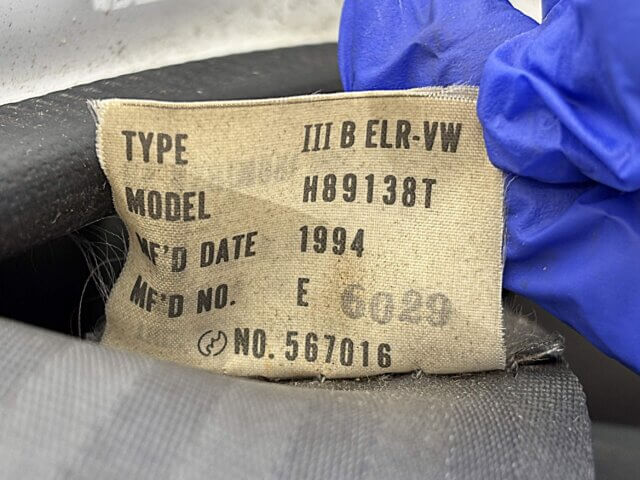 TYPE III B ELR-VW
MODEL H89138T
MF'D DATE 1994
MF'D NO. E 6029
NO. 567016